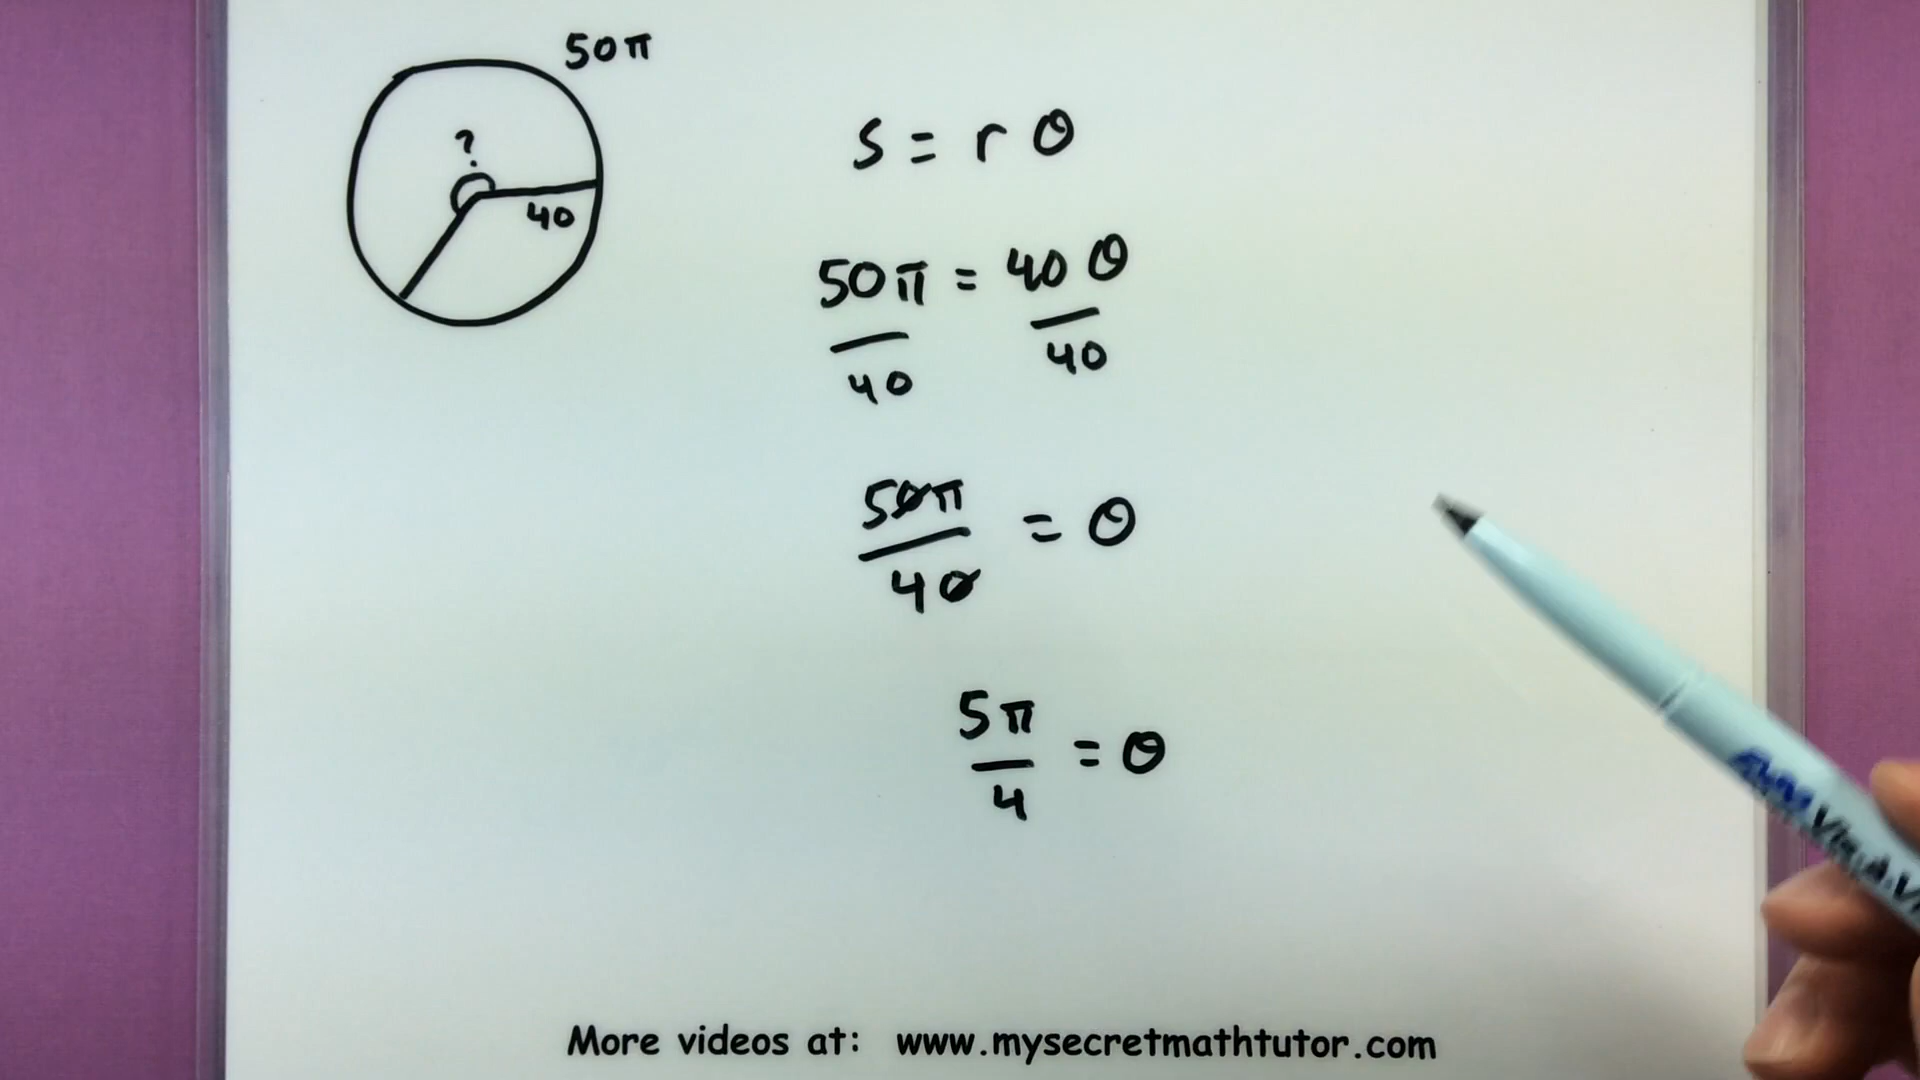 50π
?
40
s = r θ
50π = 40 θ
40 40
50π = θ
40
5π = θ
4
More videos at: www.mysecretmathtutor.com